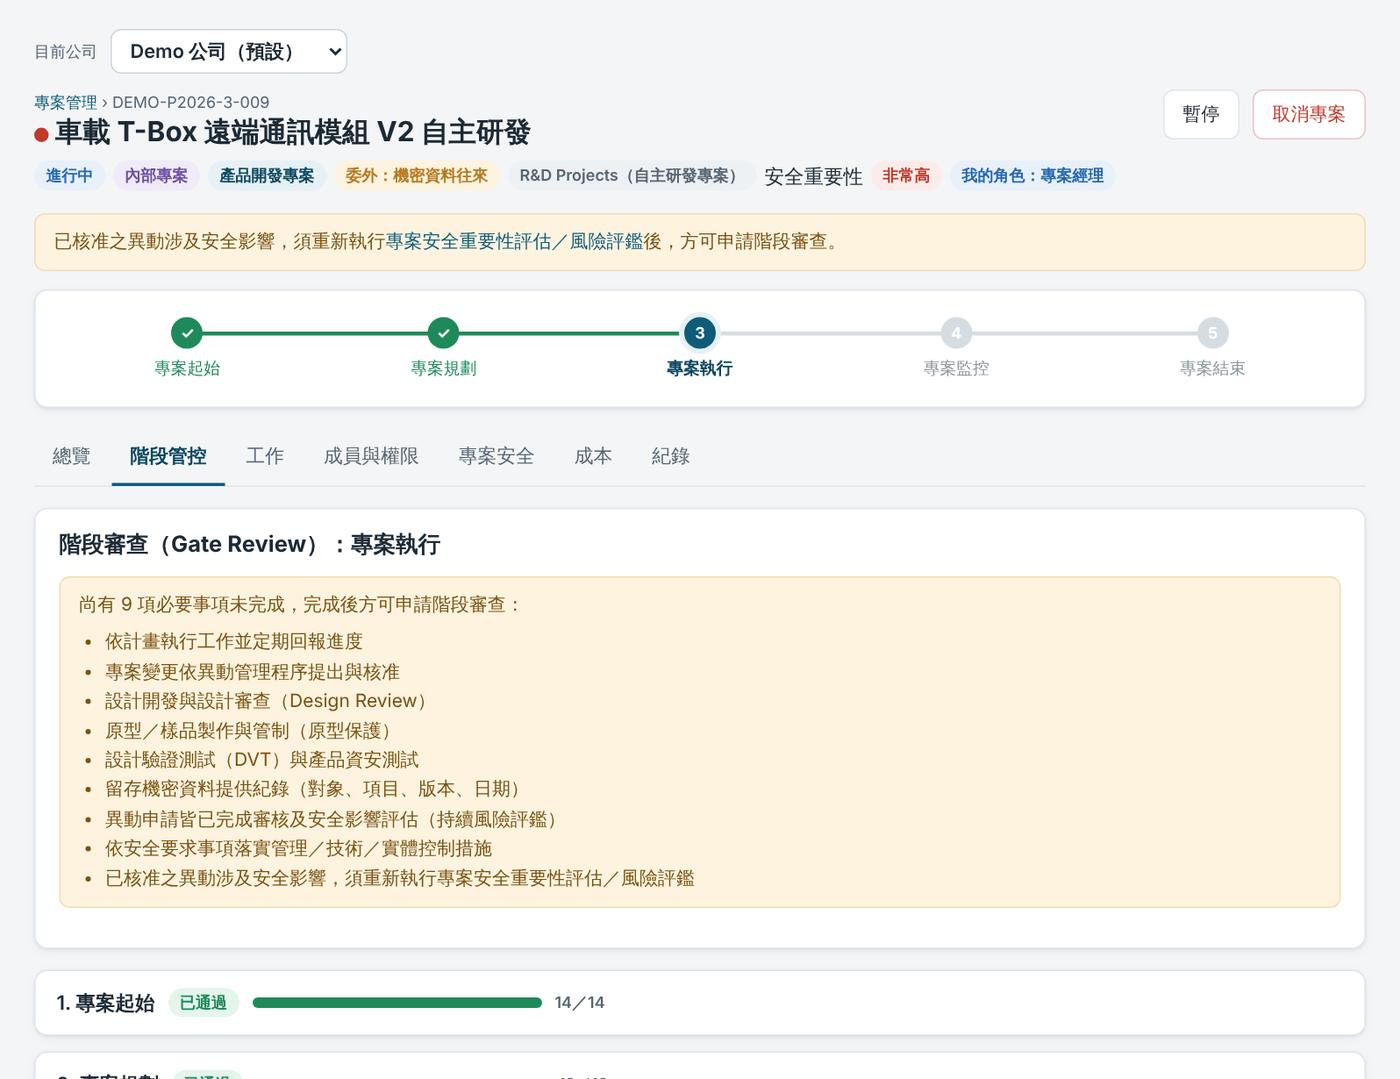 目前公司 Demo 公司（預設）
專案管理 › DEMO-P2026-3-009
車載 T-Box 遠端通訊模組 V2 自主研發
暫停 取消專案
進行中 內部專案 產品開發專案 委外：機密資料往來 R&D Projects（自主研發專案） 安全重要性 非常高 我的角色：專案經理
已核准之異動涉及安全影響，須重新執行專案安全重要性評估／風險評鑑後，方可申請階段審查。
3 4 5
專案起始 專案規劃 專案執行 專案監控 專案結束
總覽 階段管控 工作 成員與權限 專案安全 成本 紀錄
階段審查（Gate Review）：專案執行
尚有 9 項必要事項未完成，完成後方可申請階段審查：
• 依計畫執行工作並定期回報進度
• 專案變更依異動管理程序提出與核准
• 設計開發與設計審查（Design Review）
• 原型／樣品製作與管制（原型保護）
• 設計驗證測試（DVT）與產品資安測試
• 留存機密資料提供紀錄（對象、項目、版本、日期）
• 異動申請皆已完成審核及安全影響評估（持續風險評鑑）
• 依安全要求事項落實管理／技術／實體控制措施
• 已核准之異動涉及安全影響，須重新執行專案安全重要性評估／風險評鑑
1. 專案起始 已通過 14／14
2. 專案規劃 已通過